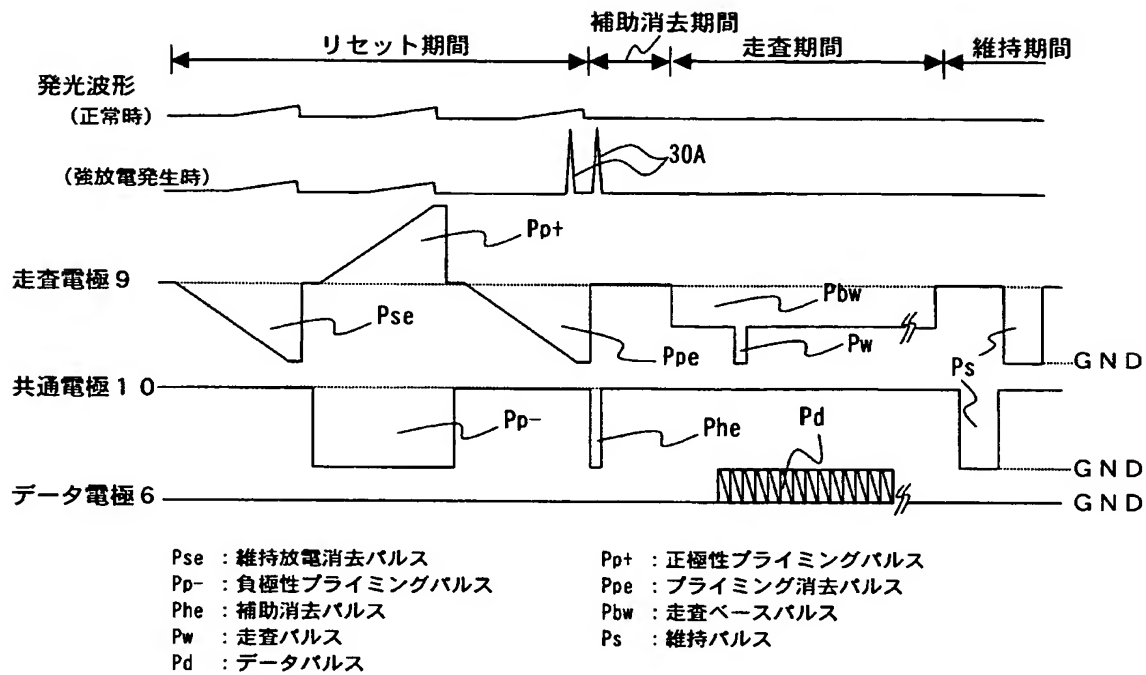 補助消去期間
リセット期間
走査期間
維持期間
発光波形
(正常時)
30A
(強放電発生時)
Pp+
走査電極9
Pbw
Pse
Ppe
Pw
Ps
GND
共通電極10
Pp-
Phe
Pd
GND
データ電極6
GND
Pse :維持放電消去パルス
Pp- :負極性プライミングパルス
Phe :補助消去パルス
Pw :走査パルス
Pd :データパルス
Pp+ :正極性プライミングパルス
Ppe :プライミング消去パルス
Pbw :走査ベースパルス
Ps :維持パルス